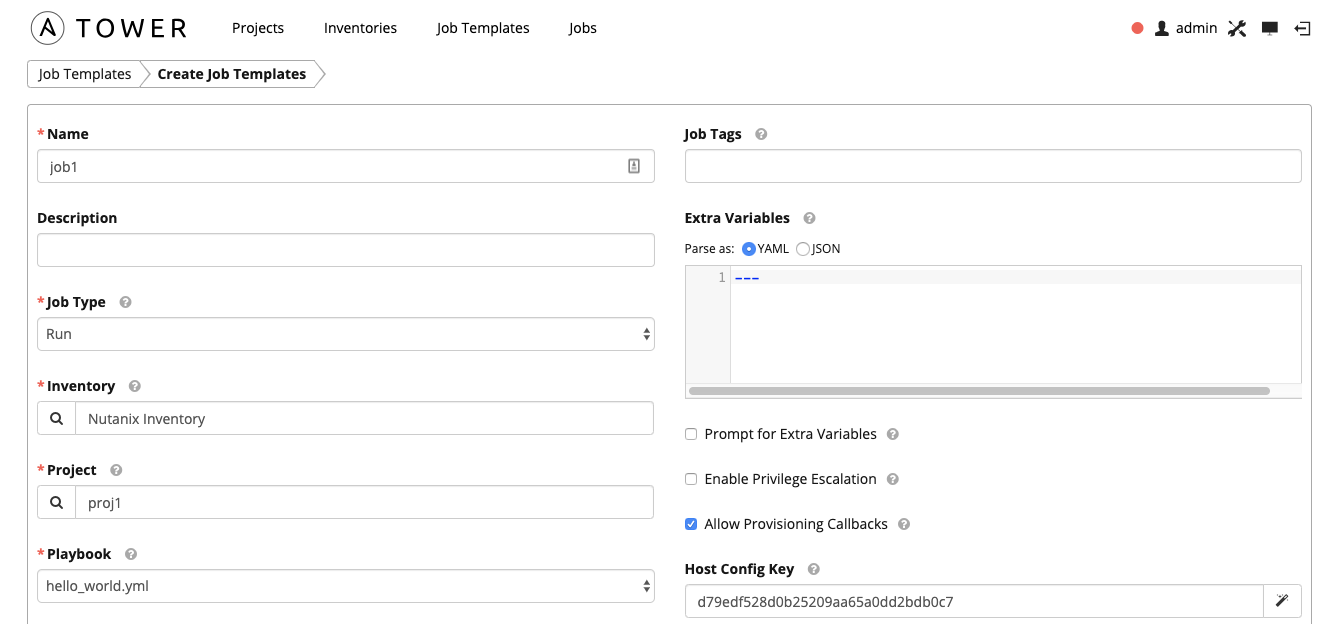 A TOWER Projects Inventories Job Templates Jobs admin
Job Templates Create Job Templates
* Name
job1
Description
* Job Type ?
Run
* Inventory ?
Nutanix Inventory
* Project ?
proj1
* Playbook ?
hello_world.yml
Job Tags ?
Extra Variables ?
Parse as: YAML JSON
1 ---
Prompt for Extra Variables ?
Enable Privilege Escalation ?
Allow Provisioning Callbacks ?
Host Config Key ?
d79edf528d0b25209aa65a0dd2bdb0c7